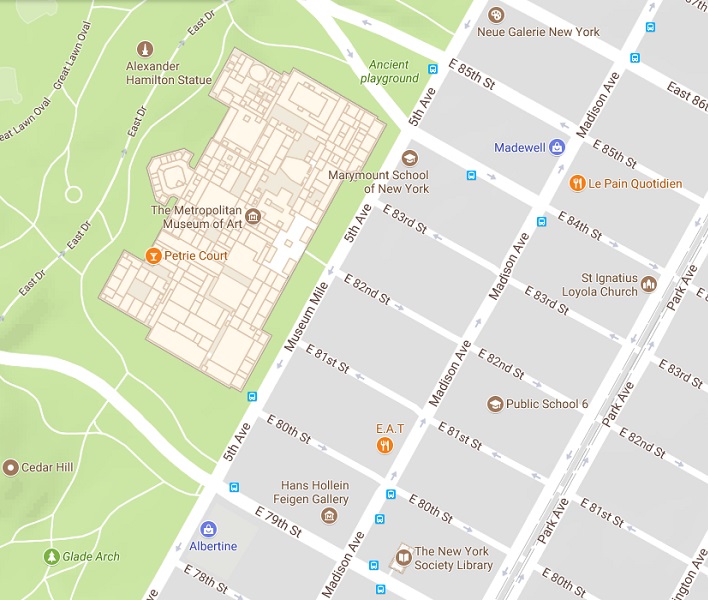 Neue Galerie New York
East Dr
Great Lawn Oval
Alexander
Hamilton Statue
Ancient
playground
E 85th St
5th Ave
Madison Ave
East 86
Great Lawn Oval
East Dr
Madewell
E 85th St
Marymount School
of New York
Le Pain Quotidien
The Metropolitan
Museum of Art
5th Ave
E 83rd St
E 84th St
East Dr
Petrie Court
Madison Ave
Park Ave
East Dr
E 82nd St
St Ignatius
Loyola Church
E 83rd St
Museum Mile
E 81st St
Madison Ave
E 82nd St
E 83rd St
Park Ave
Public School 6
5th Ave
E 80th St
E.A.T
E 81st St
E 82nd St
Cedar Hill
Hans Hollein
Feigen Gallery
E 80th St
E 81st St
Park Ave
E 79th St
Albertine
Glade Arch
The New York
Society Library
Madison Ave
E 78th St
E 80th St